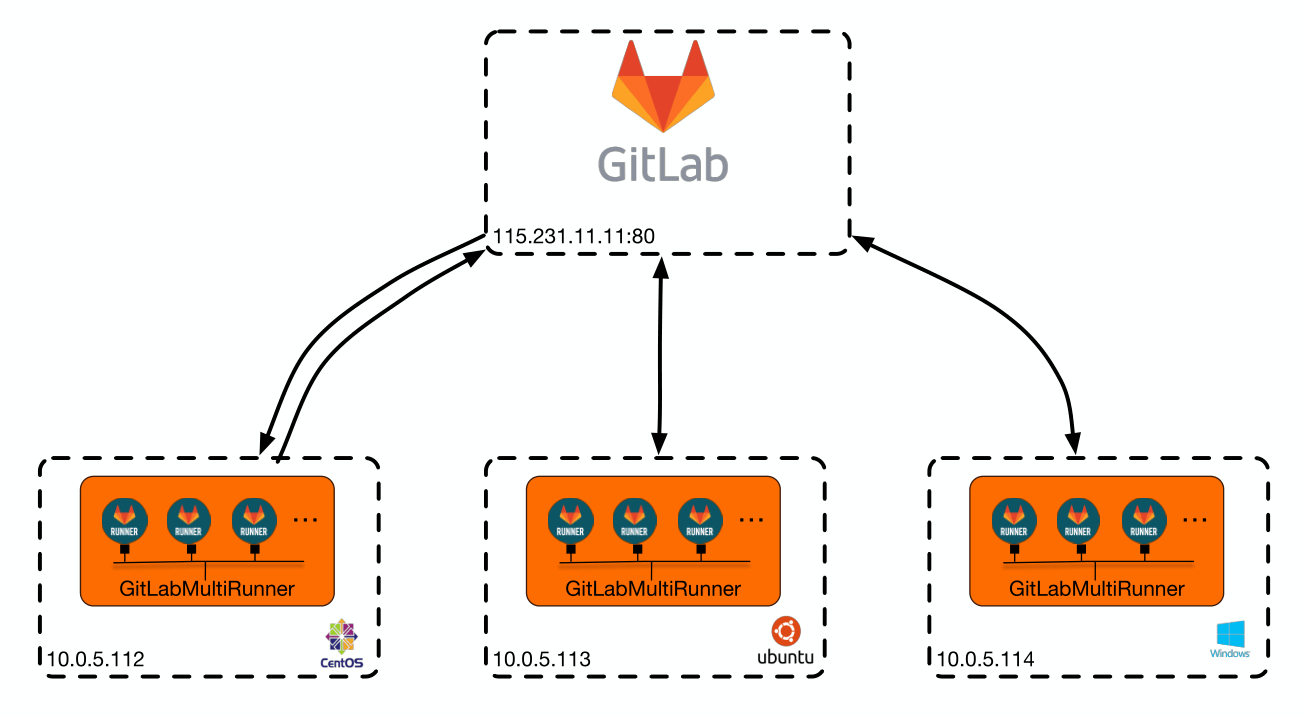 GitLab
115.231.11.11:80
RUNNER RUNNER RUNNER ...
GitLabMultiRunner
CentOS
10.0.5.112
RUNNER RUNNER RUNNER ...
GitLabMultiRunner
ubuntu
10.0.5.113
RUNNER RUNNER RUNNER ...
GitLabMultiRunner
Windows
10.0.5.114